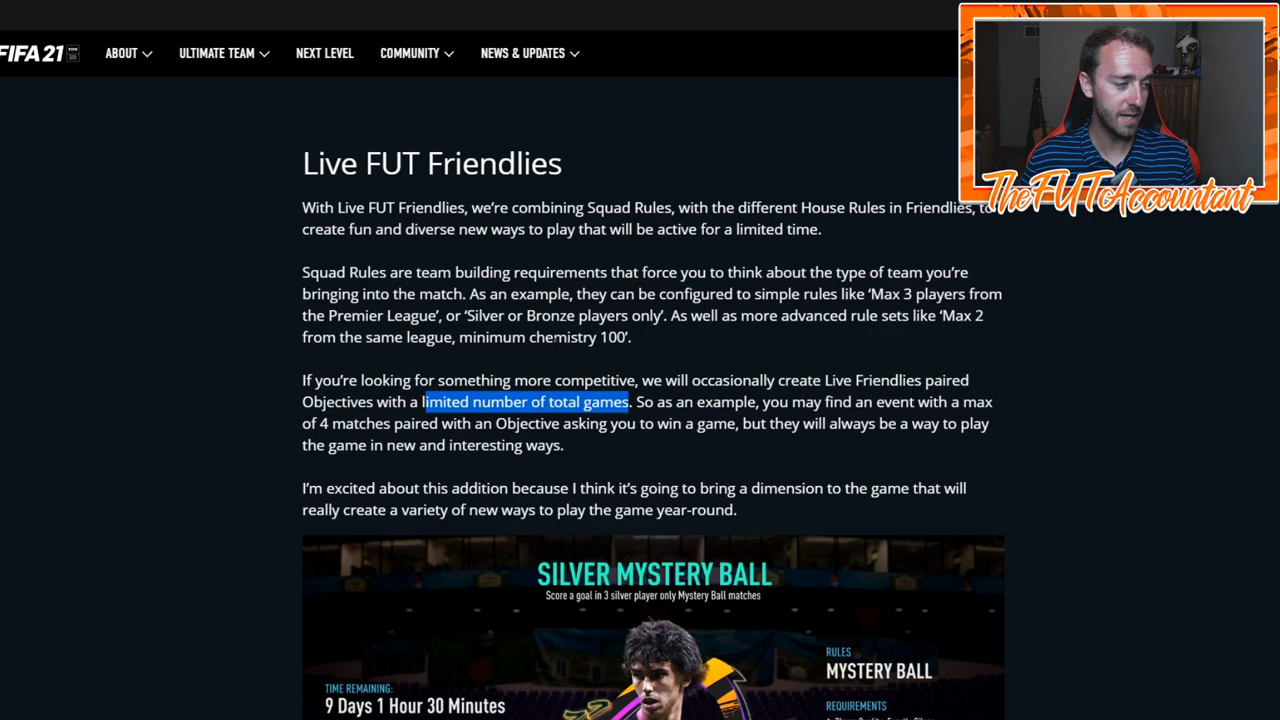 FIFA 21
ABOUT
ULTIMATE TEAM
NEXT LEVEL
COMMUNITY
NEWS & UPDATES
TheFUTAccountant
Live FUT Friendlies
With Live FUT Friendlies, we’re combining Squad Rules, with the different House Rules in Friendlies, to
create fun and diverse new ways to play that will be active for a limited time.
Squad Rules are team building requirements that force you to think about the type of team you’re
bringing into the match. As an example, they can be configured to simple rules like ‘Max 3 players from
the Premier League’, or ‘Silver or Bronze players only’. As well as more advanced rule sets like ‘Max 2
from the same league, minimum chemistry 100’.
If you’re looking for something more competitive, we will occasionally create Live Friendlies paired
Objectives with a limited number of total games. So as an example, you may find an event with a max
of 4 matches paired with an Objective asking you to win a game, but they will always be a way to play
the game in new and interesting ways.
I’m excited about this addition because I think it’s going to bring a dimension to the game that will
really create a variety of new ways to play the game year-round.
SILVER MYSTERY BALL
Score a goal in 3 silver player only Mystery Ball matches
RULES
MYSTERY BALL
TIME REMAINING:
9 Days 1 Hour 30 Minutes
REQUIREMENTS